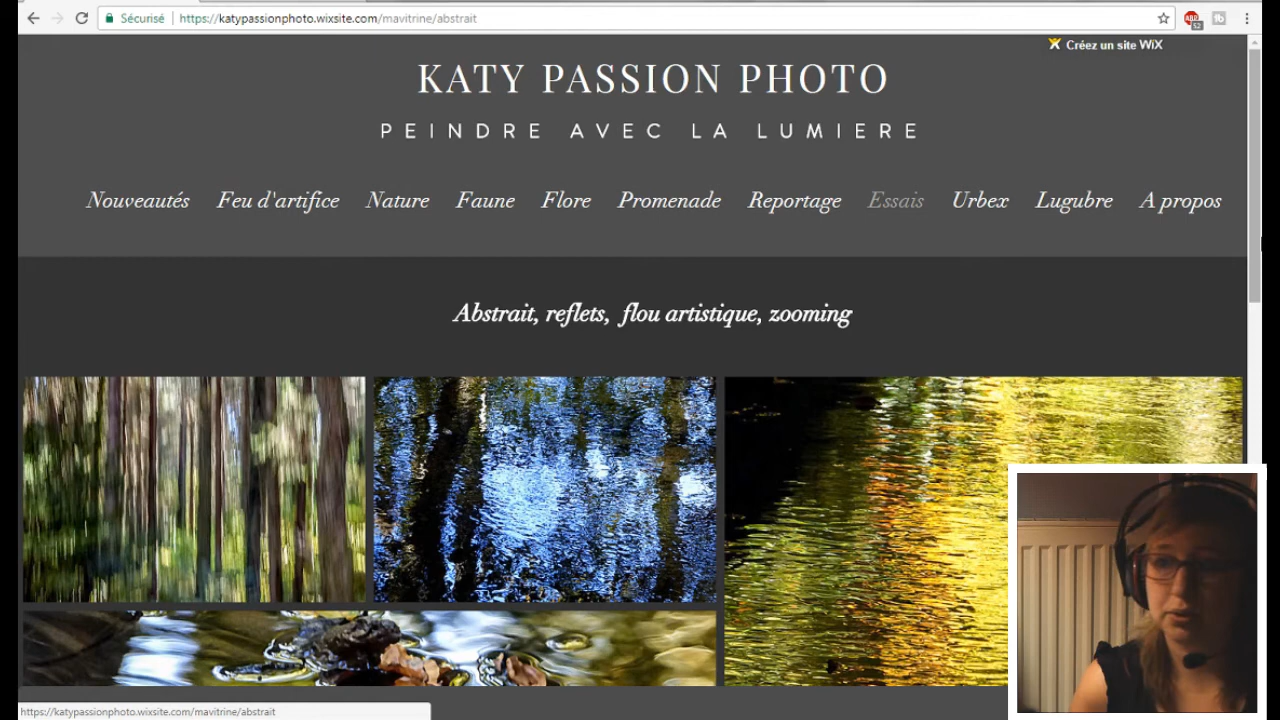 Sécurisé https://katypassionphoto.wixsite.com/mavitrine/abstrait
ABP 52
Créez un site WiX
KATY PASSION PHOTO
PEINDRE AVEC LA LUMIERE
Nouveautés Feu d'artifice Nature Faune Flore Promenade Reportage Essais Urbex Lugubre A propos
Abstrait, reflets, flou artistique, zooming
https://katypassionphoto.wixsite.com/mavitrine/abstrait